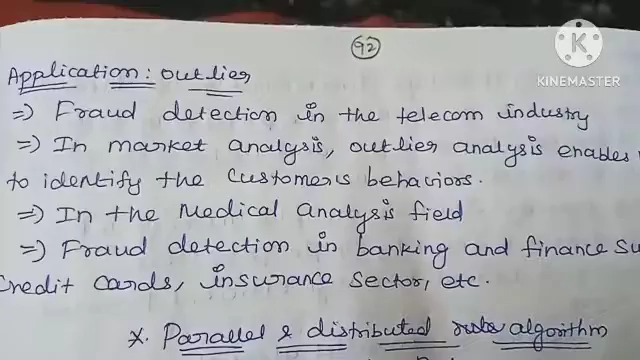 92
K
KINEMASTER
Application: Outlier
=) Fraud detection in the telecom industry
=) In market analysis, outlier analysis enables
to identify the customer's behaviors.
=) In the Medical analysis field
=) Fraud detection in banking and finance su
Credit cards, insurance sector, etc.
X. Parallel & distributed algorithm